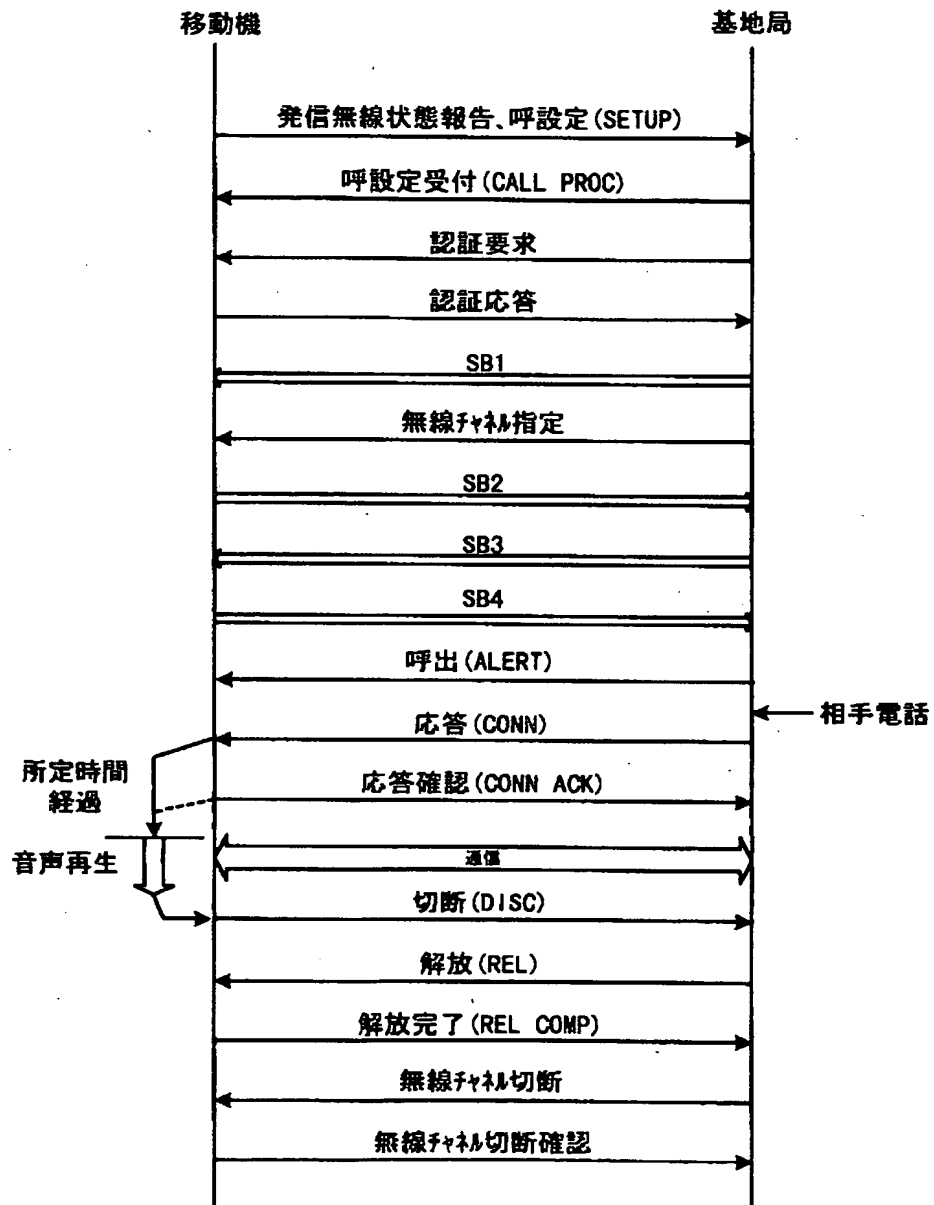 移動機
基地局
発信無線状態報告、呼設定(SETUP)
呼設定受付(CALL PROC)
認証要求
認証応答
SB1
無線ﾁｬﾈﾙ指定
SB2
SB3
SB4
呼出(ALERT)
相手電話
応答(CONN)
所定時間
経過
応答確認(CONN ACK)
音声再生
通信
切断(DISC)
解放(REL)
解放完了(REL COMP)
無線ﾁｬﾈﾙ切断
無線ﾁｬﾈﾙ切断確認